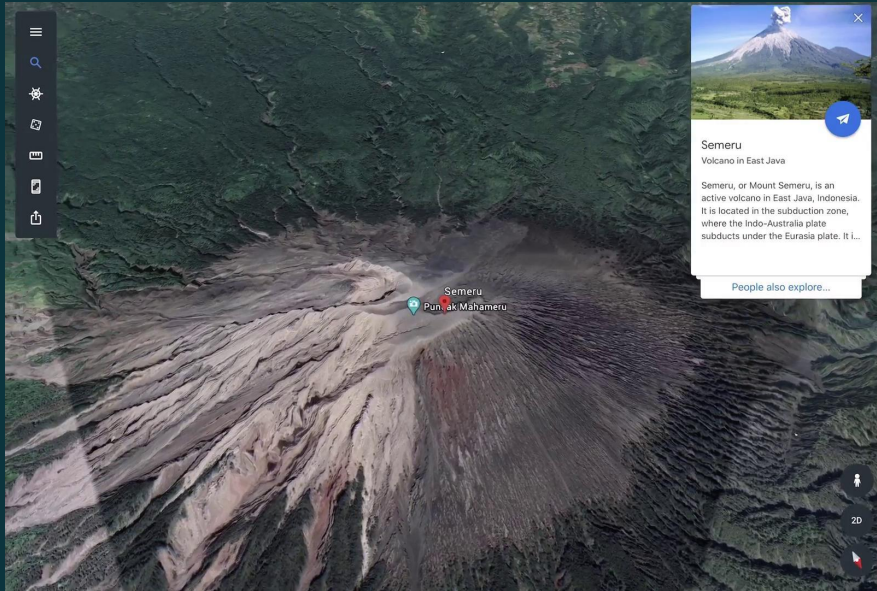 Semeru
Volcano in East Java
Semeru, or Mount Semeru, is an
active volcano in East Java, Indonesia.
It is located in the subduction zone,
where the Indo-Australia plate
subducts under the Eurasia plate. It i...
People also explore...
Semeru
Mahameru
2D